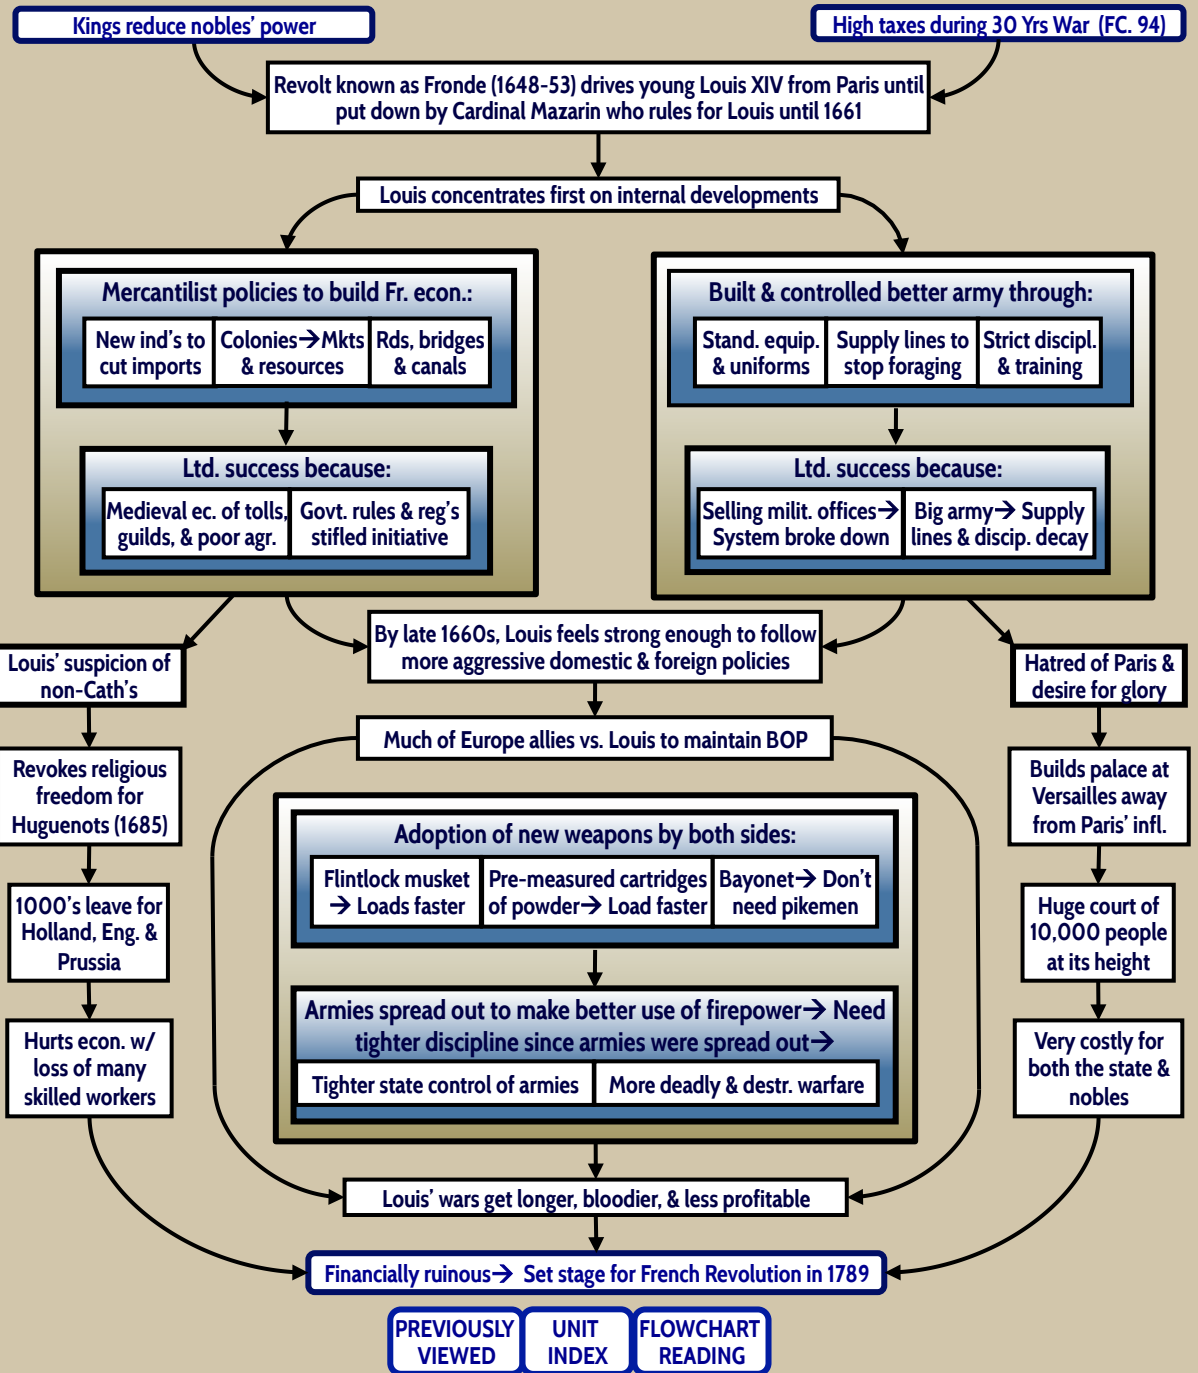 Kings reduce nobles' power
High taxes during 30 Yrs War (FC. 94)
Revolt known as Fronde (1648-53) drives young Louis XIV from Paris until
put down by Cardinal Mazarin who rules for Louis until 1661
Louis concentrates first on internal developments
Mercantilist policies to build Fr. econ.:
New ind's to
cut imports
Colonies→Mkts
& resources
Rds, bridges
& canals
Ltd. success because:
Medieval ec. of tolls,
guilds, & poor agr.
Govt. rules & reg's
stifled initiative
Built & controlled better army through:
Stand. equip.
& uniforms
Supply lines to
stop foraging
Strict discipl.
& training
Ltd. success because:
Selling milit. offices→
System broke down
Big army→ Supply
lines & discip. decay
By late 1660s, Louis feels strong enough to follow
more aggressive domestic & foreign policies
Louis' suspicion of
non-Cath's
Revokes religious
freedom for
Huguenots (1685)
1000's leave for
Holland, Eng. &
Prussia
Hurts econ. w/
loss of many
skilled workers
Much of Europe allies vs. Louis to maintain BOP
Adoption of new weapons by both sides:
Flintlock musket
→ Loads faster
Pre-measured cartridges
of powder→ Load faster
Bayonet→ Don't
need pikemen
Armies spread out to make better use of firepower→ Need
tighter discipline since armies were spread out→
Tighter state control of armies
More deadly & destr. warfare
Hatred of Paris &
desire for glory
Builds palace at
Versailles away
from Paris' infl.
Huge court of
10,000 people
at its height
Very costly for
both the state &
nobles
Louis' wars get longer, bloodier, & less profitable
Financially ruinous→ Set stage for French Revolution in 1789
PREVIOUSLY
VIEWED
UNIT
INDEX
FLOWCHART
READING